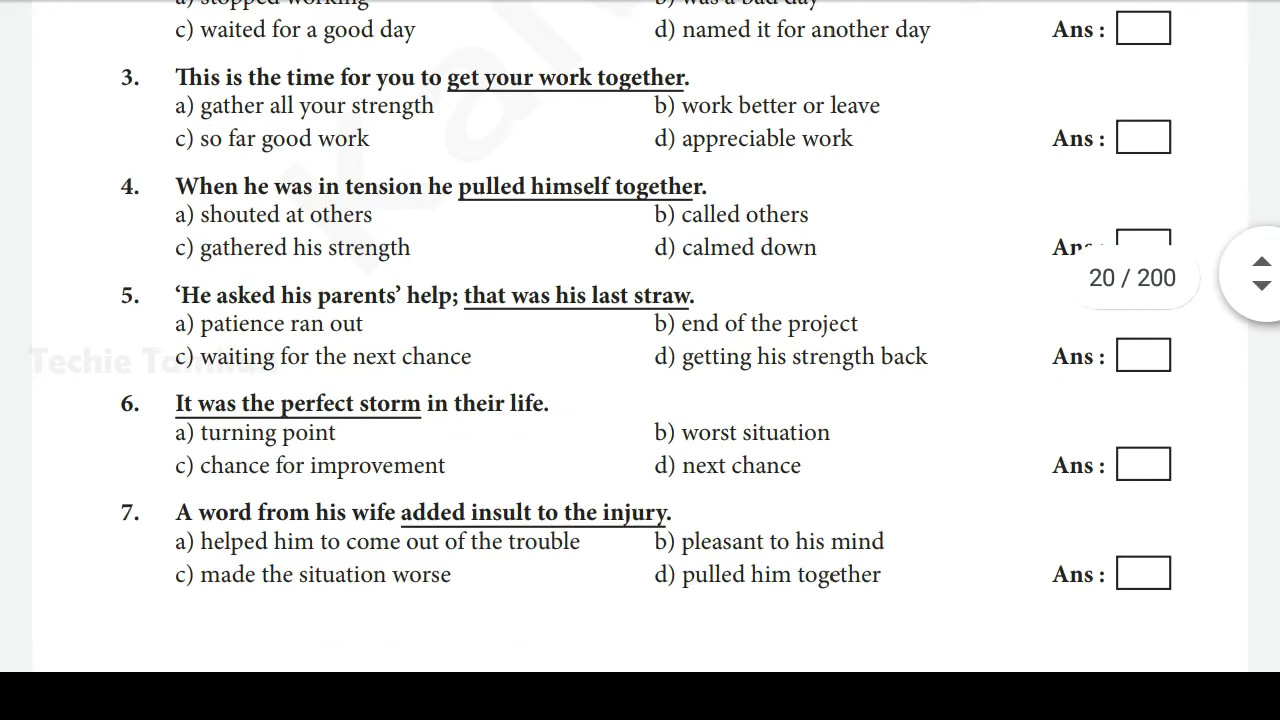 a) stopped working b) was a bad day
c) waited for a good day d) named it for another day Ans :
3. This is the time for you to get your work together.
a) gather all your strength b) work better or leave
c) so far good work d) appreciable work Ans :
4. When he was in tension he pulled himself together.
a) shouted at others b) called others
c) gathered his strength d) calmed down
20 / 200
5. ‘He asked his parents’ help; that was his last straw.
a) patience ran out b) end of the project
Techie
c) waiting for the next chance d) getting his strength back Ans :
6. It was the perfect storm in their life.
a) turning point b) worst situation
c) chance for improvement d) next chance Ans :
7. A word from his wife added insult to the injury.
a) helped him to come out of the trouble b) pleasant to his mind
c) made the situation worse d) pulled him together Ans :